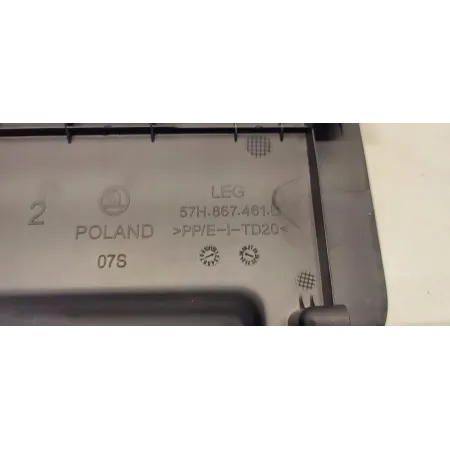 LEG
2
57H.867.461.
POLAND
>PP/E-I-TD20<
07S